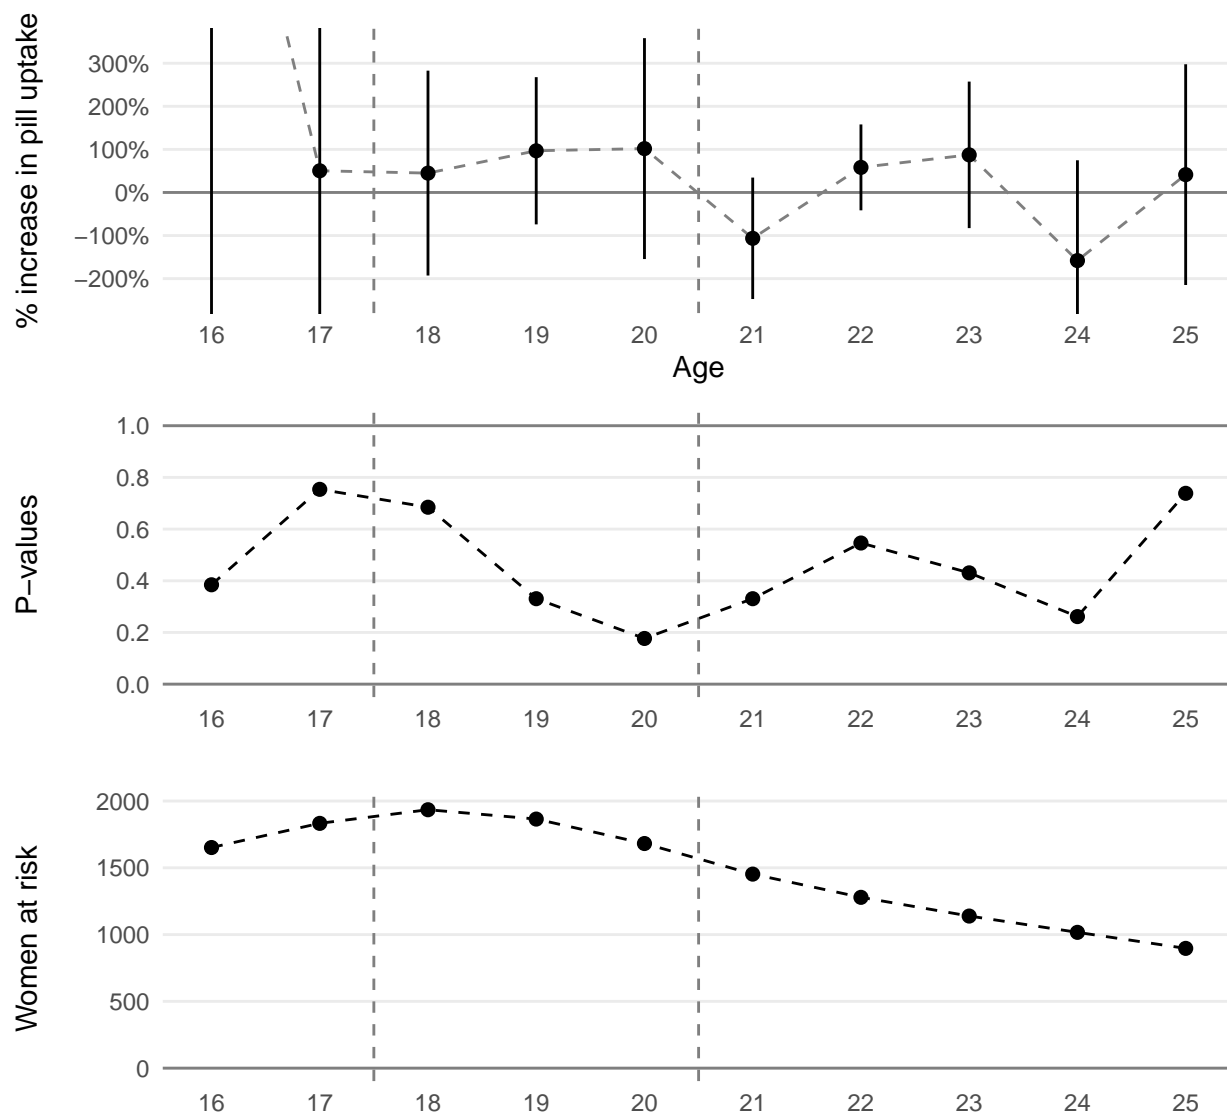 % increase in pill uptake
300%
200%
100%
0%
−100%
−200%
16 17 18 19 20 21 22 23 24 25
Age
P−values
1.0
0.8
0.6
0.4
0.2
0.0
16 17 18 19 20 21 22 23 24 25
Women at risk
2000
1500
1000
500
0
16 17 18 19 20 21 22 23 24 25